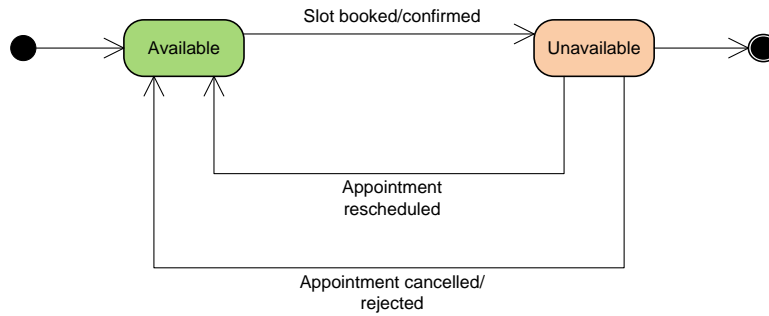 Slot booked/confirmed
Available
Unavailable
Appointment
rescheduled
Appointment cancelled/
rejected